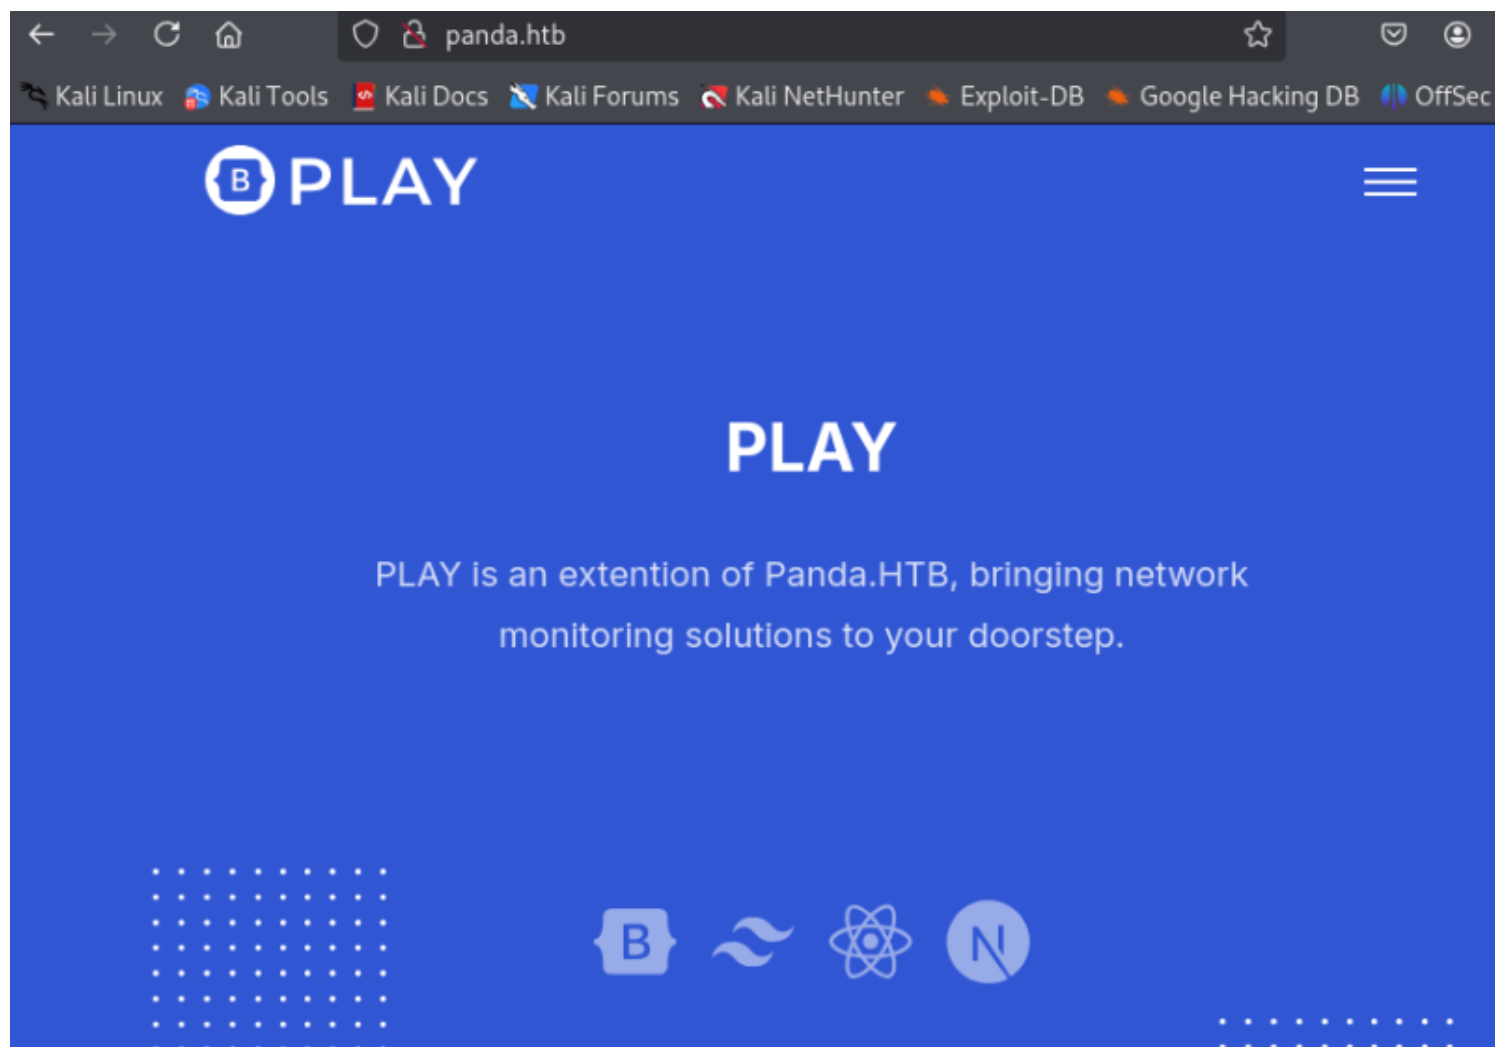 panda.htb
Kali Linux Kali Tools Kali Docs Kali Forums Kali NetHunter Exploit-DB Google Hacking DB OffSec
B PLAY
PLAY
PLAY is an extention of Panda.HTB, bringing network
monitoring solutions to your doorstep.
B N